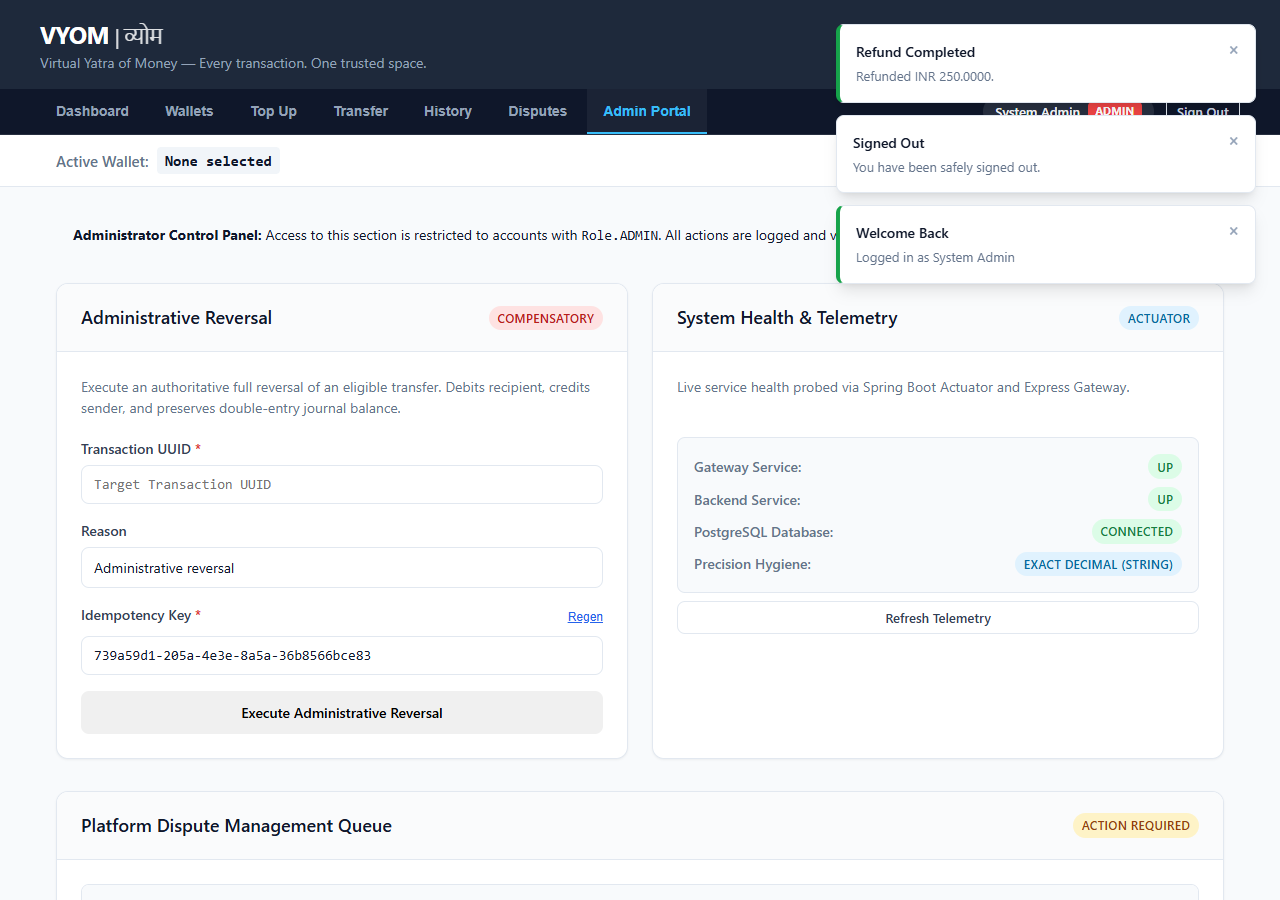 VYOM | व्योम
Virtual Yatra of Money — Every transaction. One trusted space.
Refund Completed ×
Refunded INR 250.0000.
Dashboard Wallets Top Up Transfer History Disputes Admin Portal System Admin ADMIN Sign Out
Signed Out ×
You have been safely signed out.
Active Wallet: None selected
Welcome Back ×
Logged in as System Admin
Administrator Control Panel: Access to this section is restricted to accounts with Role.ADMIN. All actions are logged and
Administrative Reversal COMPENSATORY
Execute an authoritative full reversal of an eligible transfer. Debits recipient, credits
sender, and preserves double-entry journal balance.
Transaction UUID *
Target Transaction UUID
Reason
Administrative reversal
Idempotency Key * Regen
739a59d1-205a-4e3e-8a5a-36b8566bce83
Execute Administrative Reversal
System Health & Telemetry ACTUATOR
Live service health probed via Spring Boot Actuator and Express Gateway.
Gateway Service: UP
Backend Service: UP
PostgreSQL Database: CONNECTED
Precision Hygiene: EXACT DECIMAL (STRING)
Refresh Telemetry
Platform Dispute Management Queue ACTION REQUIRED